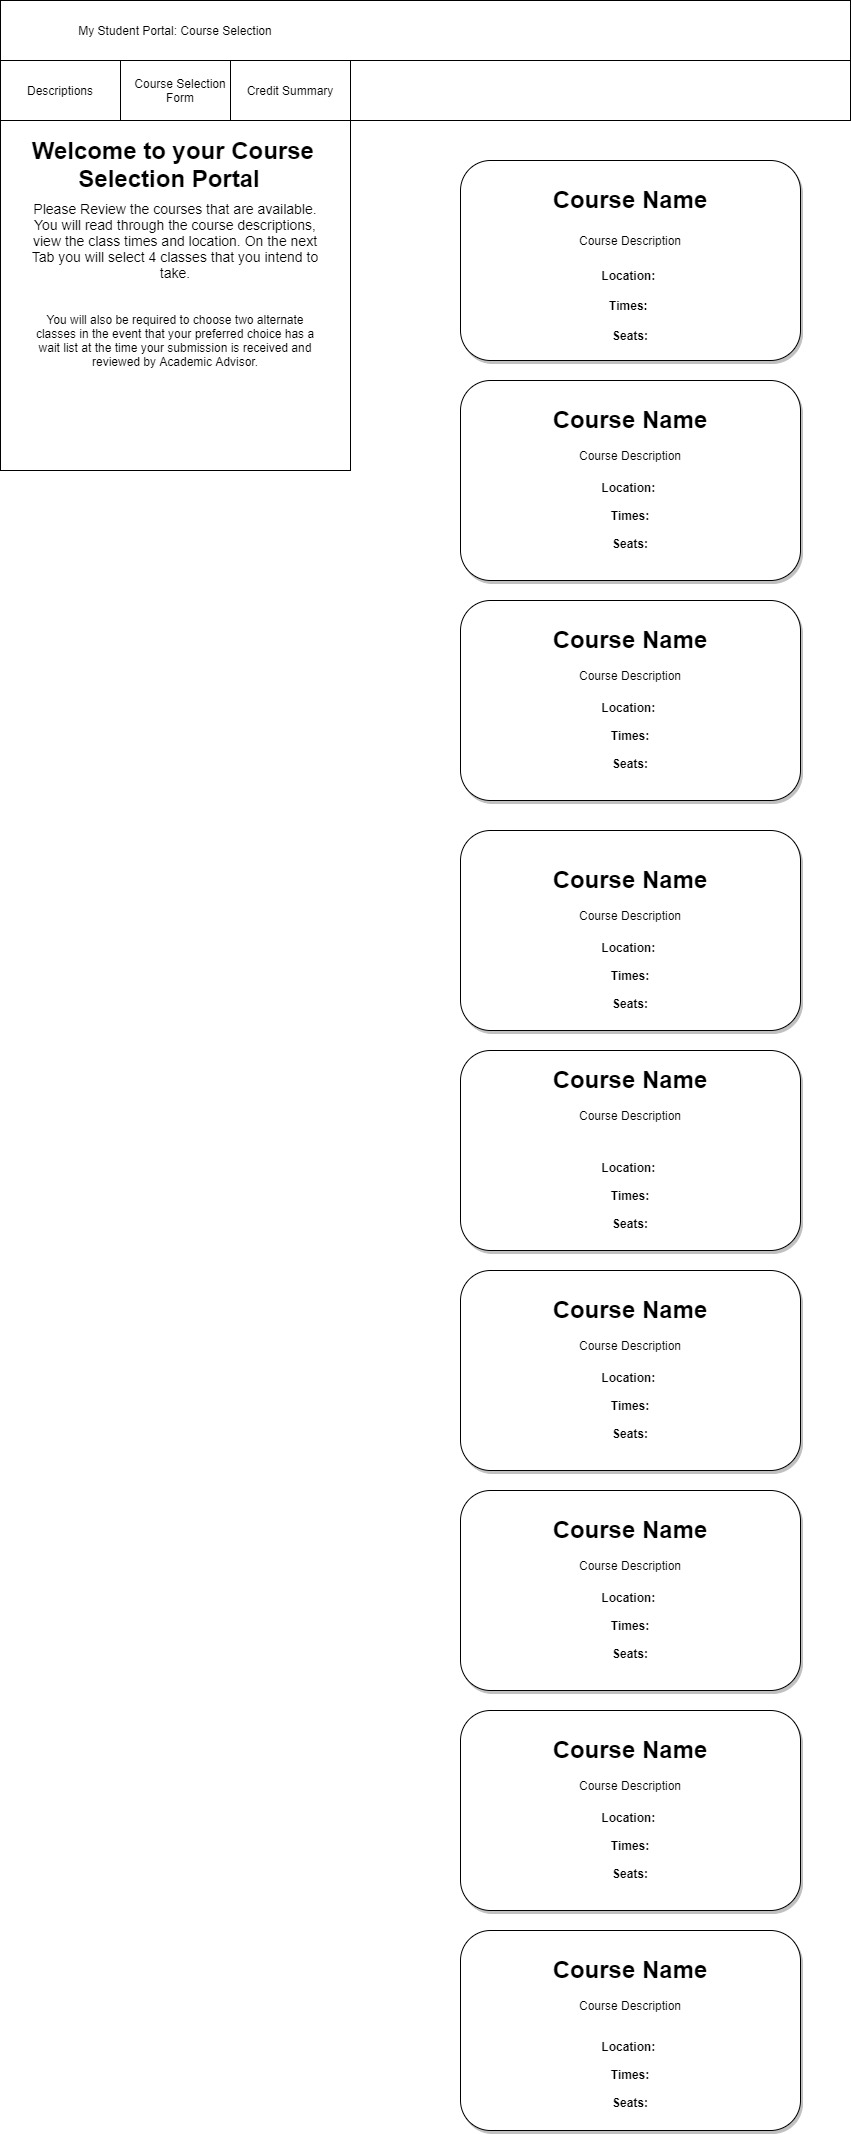 My Student Portal: Course Selection
Descriptions
Course Selection
Form
Credit Summary
Welcome to your Course
Selection Portal
Please Review the courses that are available.
You will read through the course descriptions,
view the class times and location. On the next
Tab you will select 4 classes that you intend to
take.
You will also be required to choose two alternate
classes in the event that your preferred choice has a
wait list at the time your submission is received and
reviewed by Academic Advisor.
Course Name
Course Description
Location:
Times:
Seats:
Course Name
Course Description
Location:
Times:
Seats:
Course Name
Course Description
Location:
Times:
Seats:
Course Name
Course Description
Location:
Times:
Seats:
Course Name
Course Description
Location:
Times:
Seats:
Course Name
Course Description
Location:
Times:
Seats:
Course Name
Course Description
Location:
Times:
Seats:
Course Name
Course Description
Location:
Times:
Seats:
Course Name
Course Description
Location:
Times:
Seats: